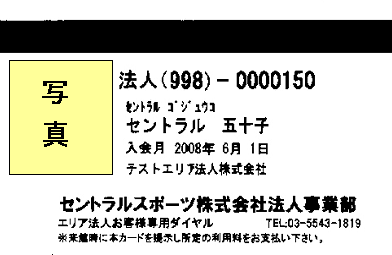 写
真
法人(998)-0000150
ｾﾝﾄﾗﾙ ｺﾞｼﾞｭｳｺ
セントラル 五十子
入会月 2008年 6月 1日
テストエリア法人株式会社
セントラルスポーツ株式会社法人事業部
エリア法人お客様専用ダイヤル TEL:03-5543-1819
※来館時に本カードを提示し所定の利用料をお支払い下さい。